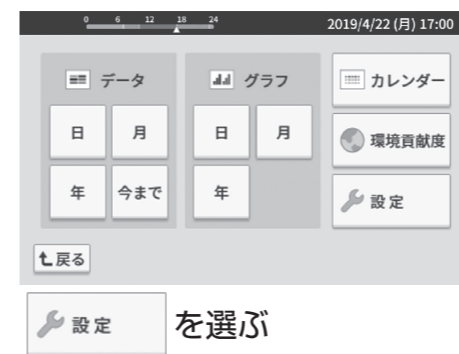 0 6 12 18 24
2019/4/22 (月) 17:00
データ
グラフ
カレンダー
日 月
日 月
環境貢献度
年 今まで
年
設定
戻る
設定 を選ぶ